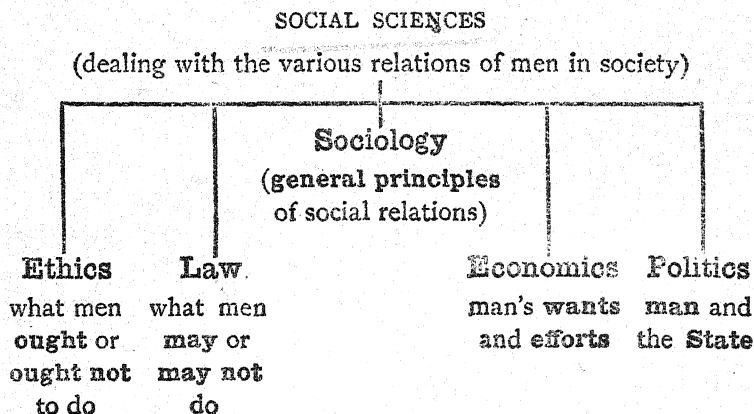 SOCIAL SCIENCES
(dealing with the various relations of men in society)
Sociology
(general principles
of social relations)
Ethics
what men
ought or
ought not
to do
Law
what men
may or
may not
do
Economics
man's wants
and efforts
Politics
man and
the State